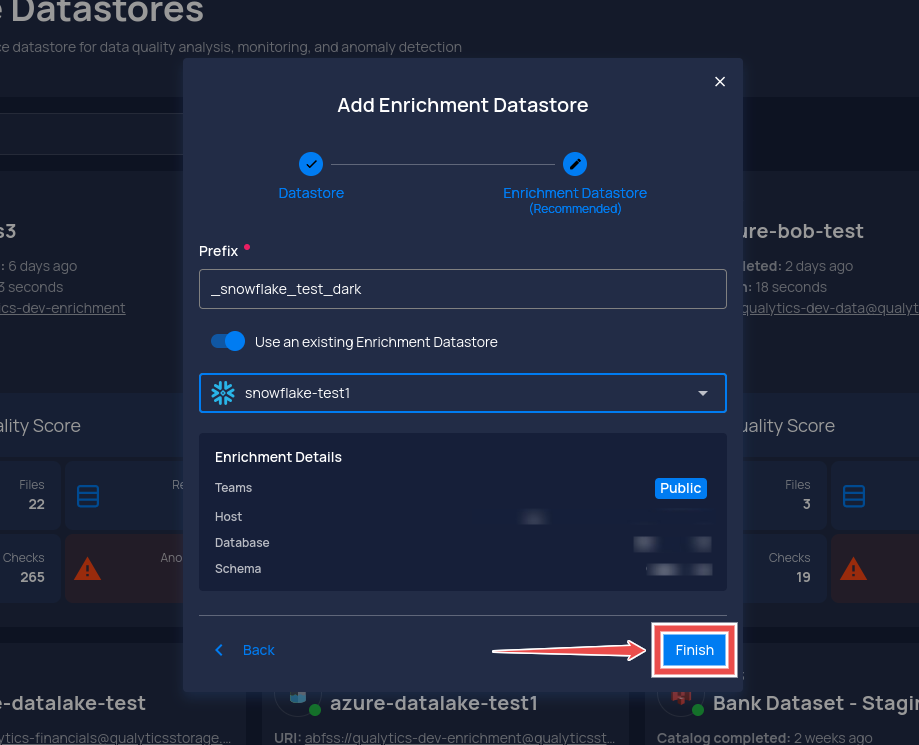 Datastores
ce datastore for data quality analysis, monitoring, and anomaly detection
Add Enrichment Datastore
Datastore
Enrichment Datastore
(Recommended)
Prefix
_snowflake_test_dark
Use an existing Enrichment Datastore
snowflake-test1
Enrichment Details
Teams
Public
Host
Database
Schema
Back
Finish
s3
: 6 days ago
3 seconds
ics-dev-enrichment
ality Score
Files
22
Re
Checks
265
Ano
ure-bob-test
leted: 2 days ago
n: 18 seconds
qualytics-dev-data@qualyt
uality Score
Files
3
Checks
19
e-datalake-test
ytics-financials@qualyticsstorage....
azure-datalake-test1
URI: abfss://qualytics-dev-enrichment@qualyticsst...
Bank Dataset - Stagin
Catalog completed: 2 weeks ago